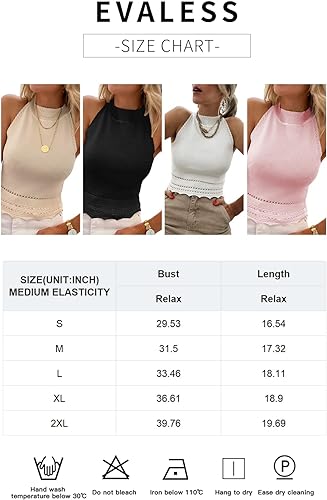 EVALESS
-SIZE CHART-
SIZE(UNIT:INCH) MEDIUM ELASTICITY Bust Length
Relax Relax
S 29.53 16.54
M 31.5 17.32
L 33.46 18.11
XL 36.61 18.9
2XL 39.76 19.69
Hand wash temperature below 30℃
Do not bleach
Iron below 110℃
Hang to dry
Ease dry cleaning